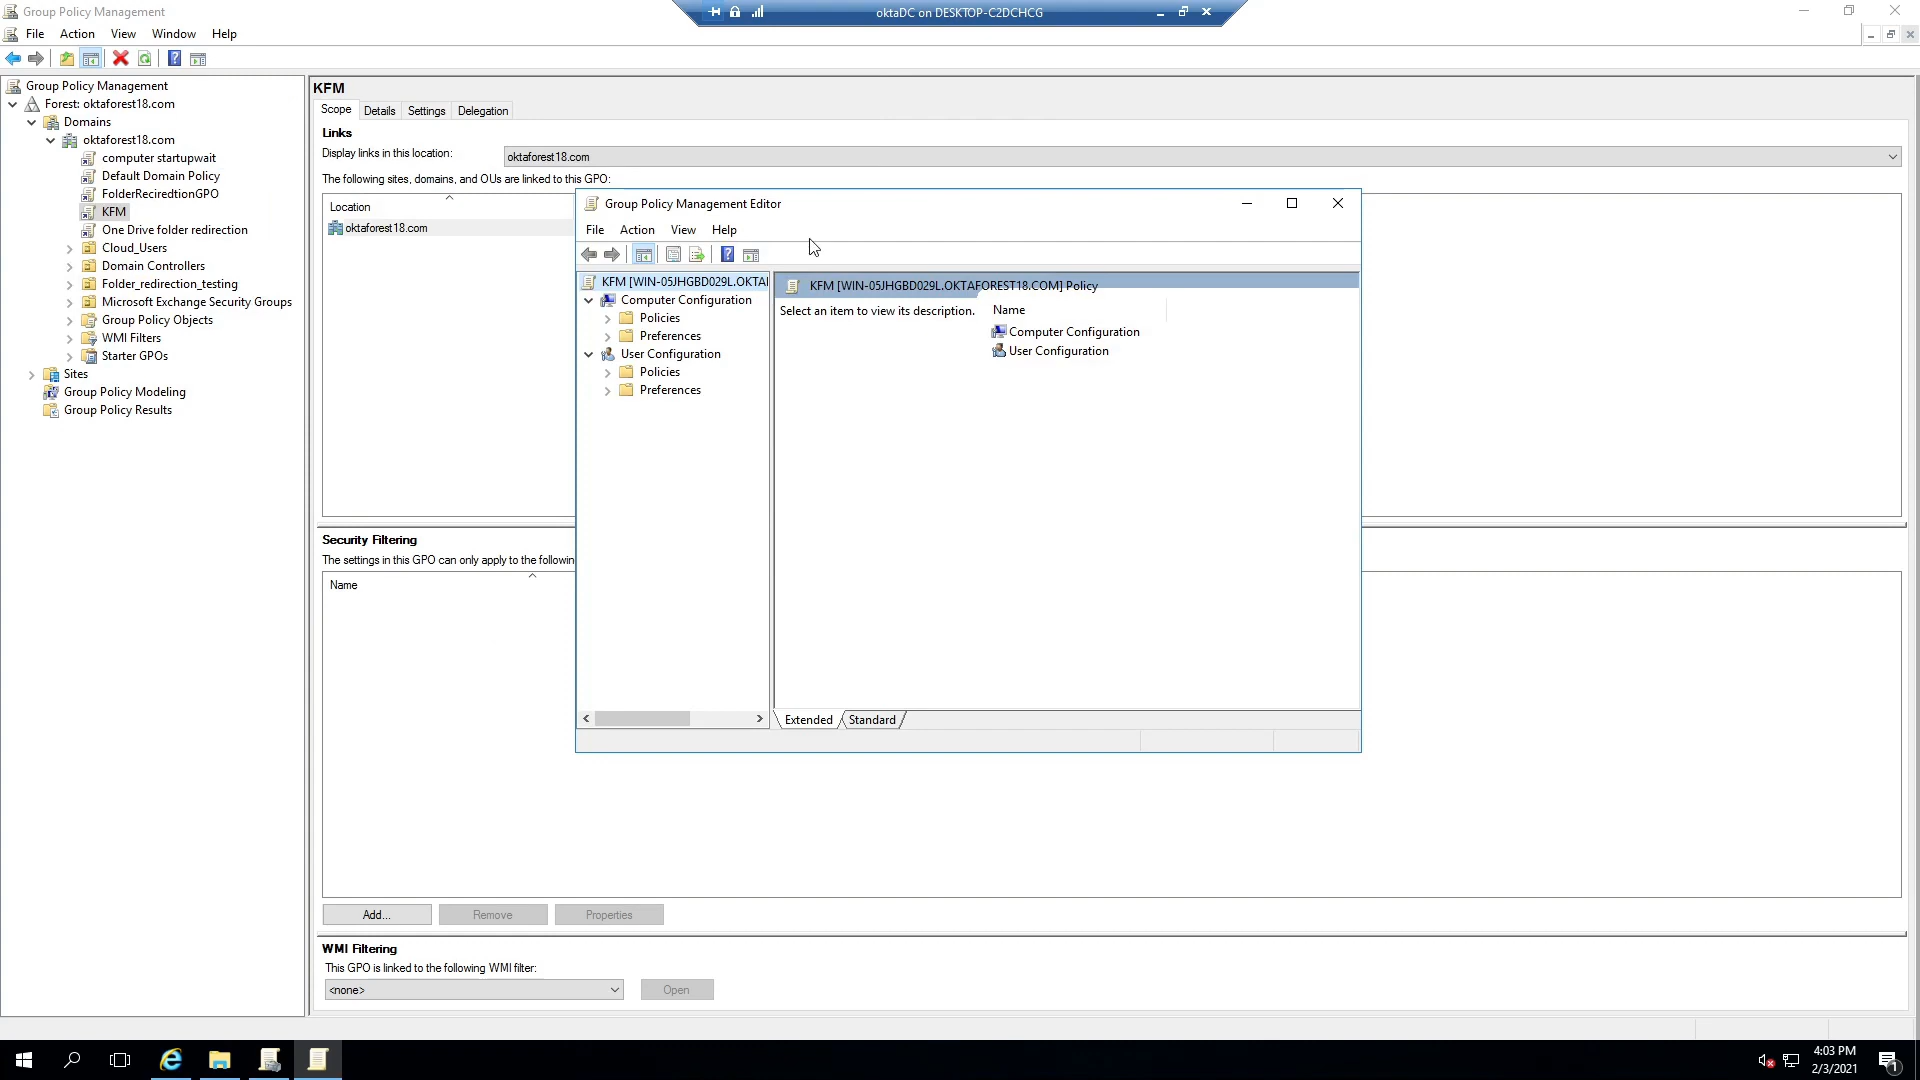 Group Policy Management
oktaDC on DESKTOP-C2DCHCG
File Action View Window Help
Group Policy Management
Forest: oktaforest18.com
Domains
oktaforest18.com
computer startupwait
Default Domain Policy
FolderReciredtionGPO
KFM
One Drive folder redirection
Cloud_Users
Domain Controllers
Folder_redirection_testing
Microsoft Exchange Security Groups
Group Policy Objects
WMI Filters
Starter GPOs
Sites
Group Policy Modeling
Group Policy Results
KFM
Scope Details Settings Delegation
Links
Display links in this location: oktaforest18.com
The following sites, domains, and OUs are linked to this GPO:
Location
oktaforest18.com
Group Policy Management Editor
File Action View Help
KFM [WIN-05JHGBD029L.OKTAI
Computer Configuration
Policies
Preferences
User Configuration
Policies
Preferences
KFM [WIN-05JHGBD029L.OKTAFOREST18.COM] Policy
Select an item to view its description.
Name
Computer Configuration
User Configuration
Extended Standard
Security Filtering
The settings in this GPO can only apply to the followin
Name
Add... Remove Properties
WMI Filtering
This GPO is linked to the following WMI filter:
<none> Open
4:03 PM
2/3/2021
1